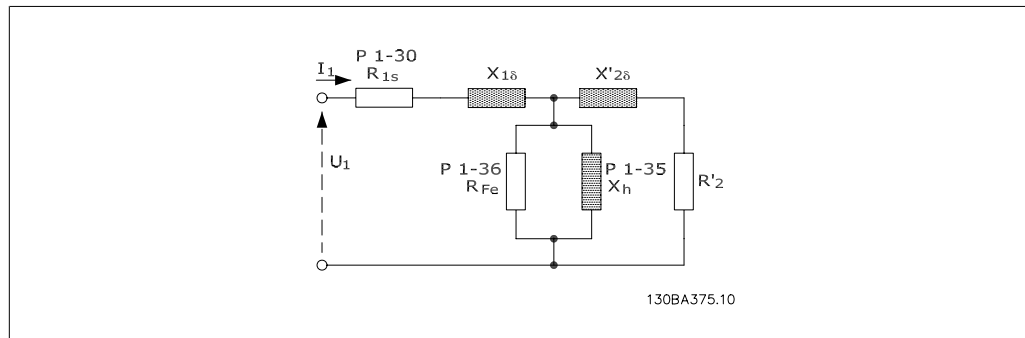 P 1-30
I1
R1s
X1δ
X'2δ
U1
P 1-36
RFe
P 1-35
Xh
R'2
130BA375.10